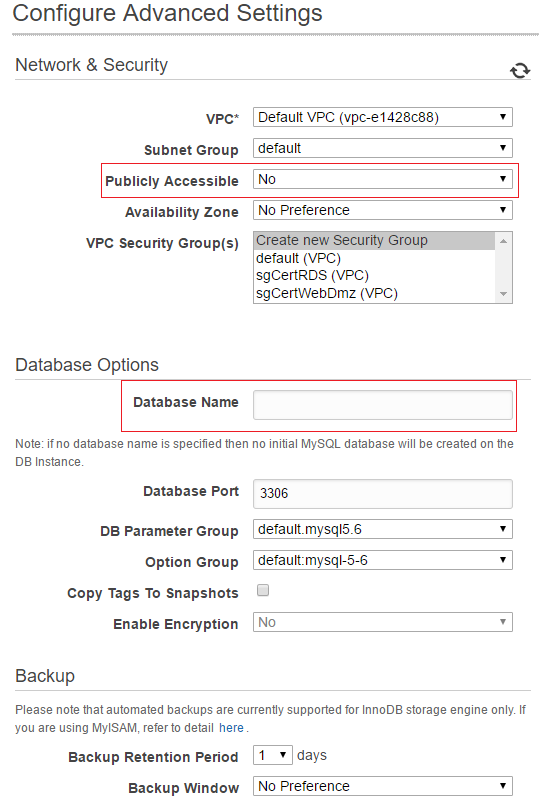 Configure Advanced Settings
Network & Security
VPC* Default VPC (vpc-e1428c88)
Subnet Group default
Publicly Accessible No
Availability Zone No Preference
VPC Security Group(s) Create new Security Group
default (VPC)
sgCertRDS (VPC)
sgCertWebDmz (VPC)
Database Options
Database Name
Note: if no database name is specified then no initial MySQL database will be created on the
DB Instance.
Database Port 3306
DB Parameter Group default.mysql5.6
Option Group default:mysql-5-6
Copy Tags To Snapshots
Enable Encryption No
Backup
Please note that automated backups are currently supported for InnoDB storage engine only. If
you are using MyISAM, refer to detail here .
Backup Retention Period 1 days
Backup Window No Preference